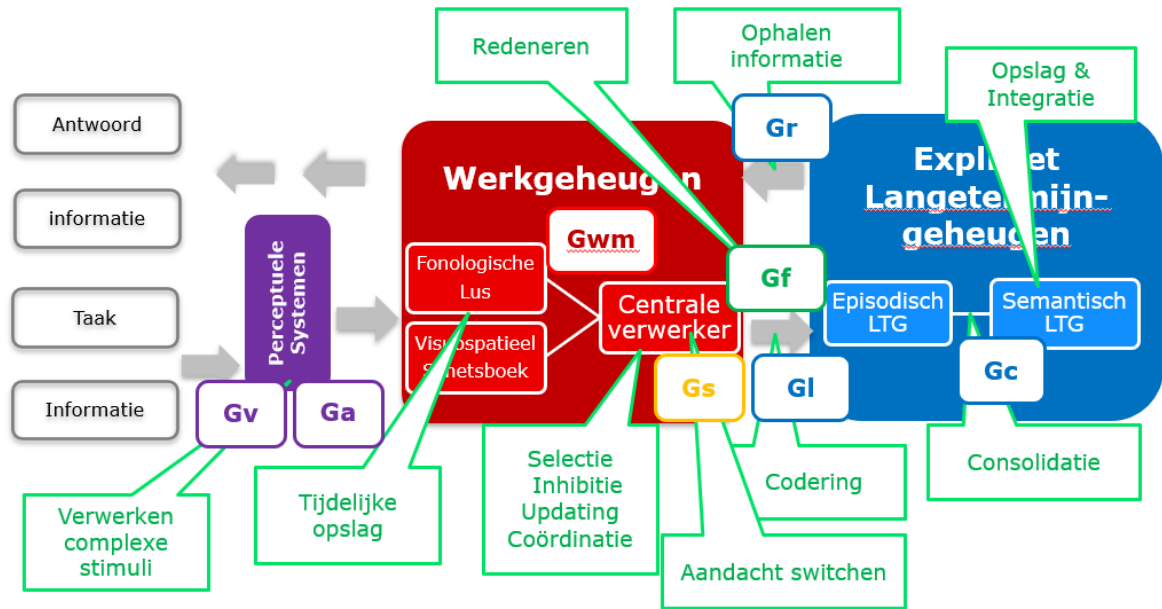 Redeneren
Ophalen
informatie
Opslag &
Integratie
Antwoord
informatie
Taak
Informatie
Perceptuele
Systemen
Gv
Ga
Werkgeheugen
Gwm
Fonologische
Lus
Visuospatieel
Centrale
verwerker
Gr
Gf
Gs
Gl
Expliciet
Langetermijn-
geheugen
Episodisch
LTG
Semantisch
LTG
Gc
Verwerken
complexe
stimuli
Tijdelijke
opslag
Selectie
Inhibitie
Updating
Coördinatie
Codering
Aandacht switchen
Consolidatie